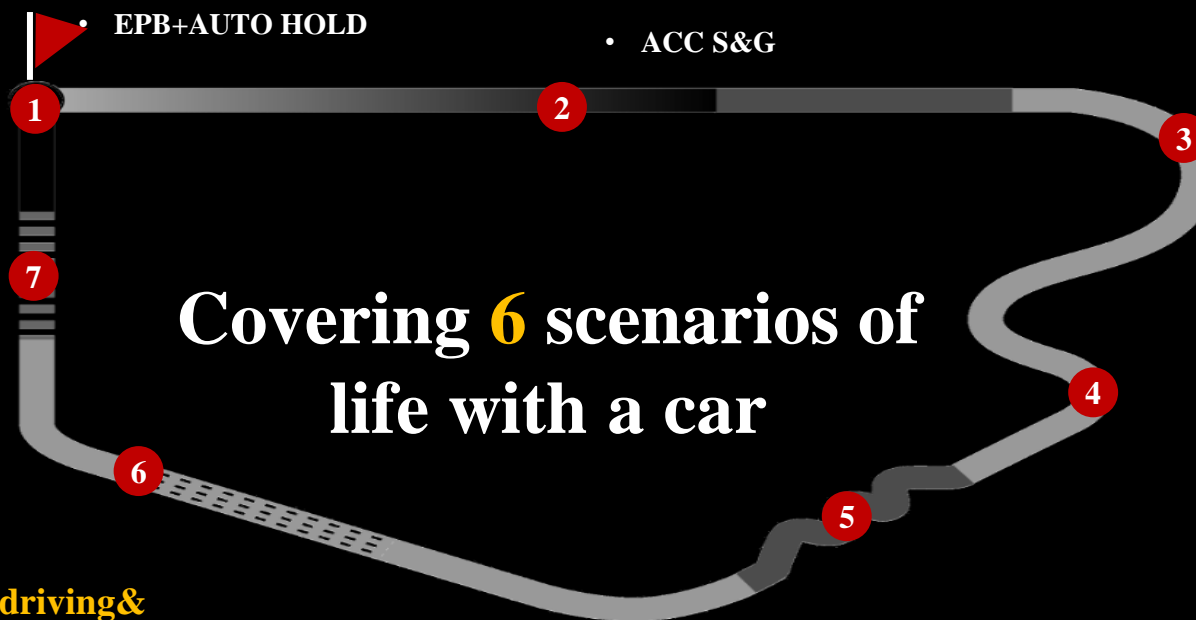 • EPB+AUTO HOLD
• ACC S&G
1
2
3
7
Covering 6 scenarios of
life with a car
4
6
5
driving&